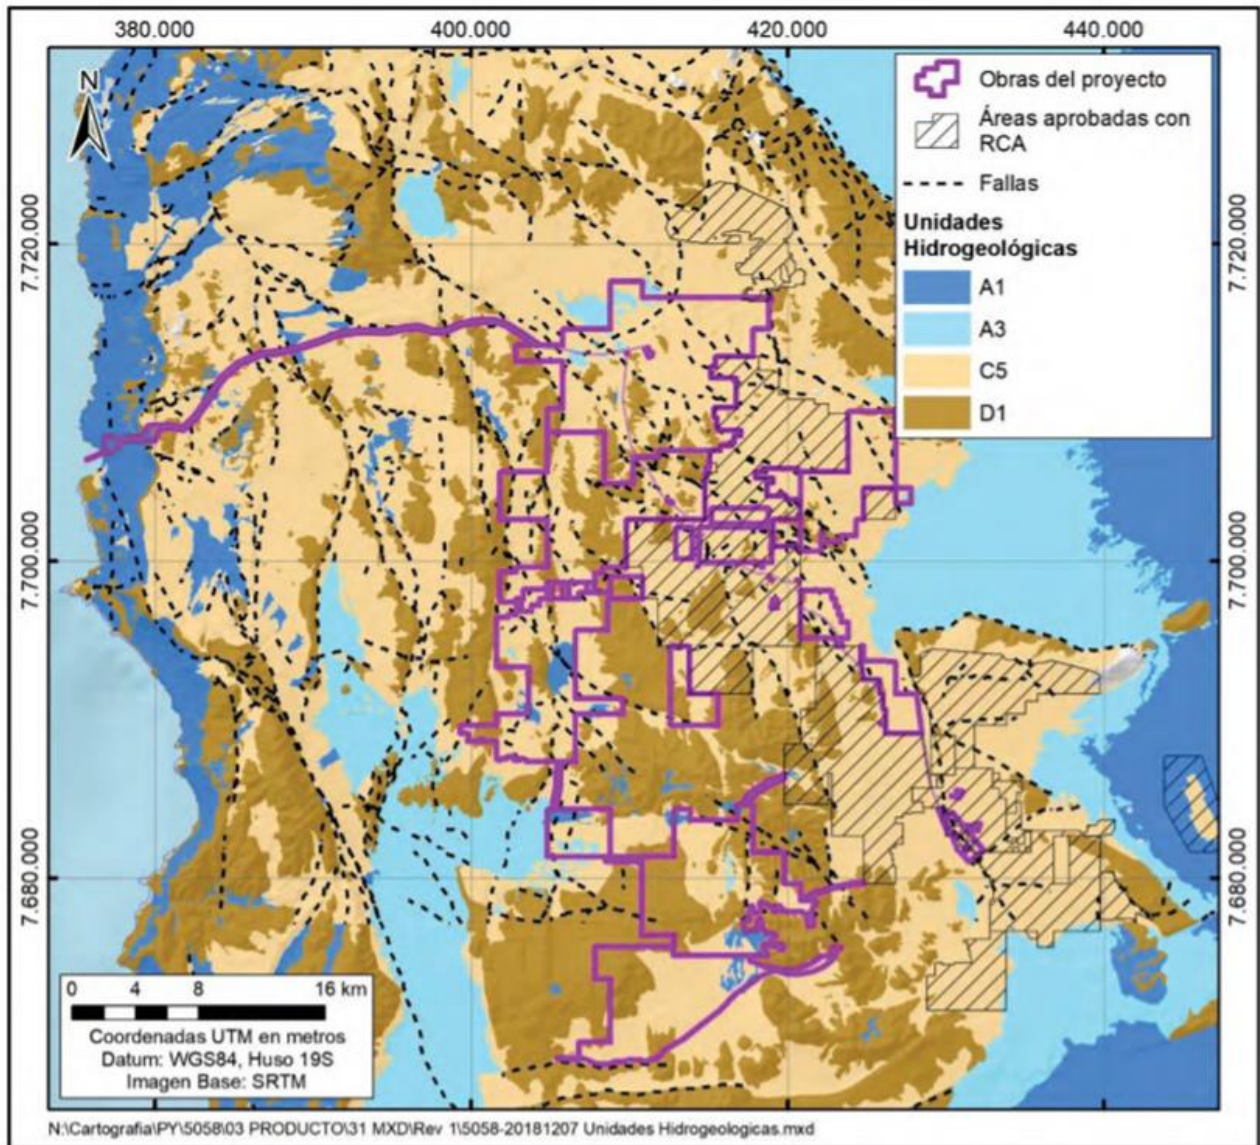 380.000 400.000 420.000 440.000
N
Obras del proyecto
Áreas aprobadas con
RCA
Fallas
Unidades
Hidrogeológicas
A1
A3
C5
D1
7.720.000 7.720.000
7.700.000 7.700.000
7.680.000 7.680.000
0 4 8 16 km
Coordenadas UTM en metros
Datum: WGS84, Huso 19S
Imagen Base: SRTM
N:\Cartografia\PY\5058\03 PRODUCTO\31 MXD\Rev 1\5058-20181207 Unidades Hidrogeologicas.mxd